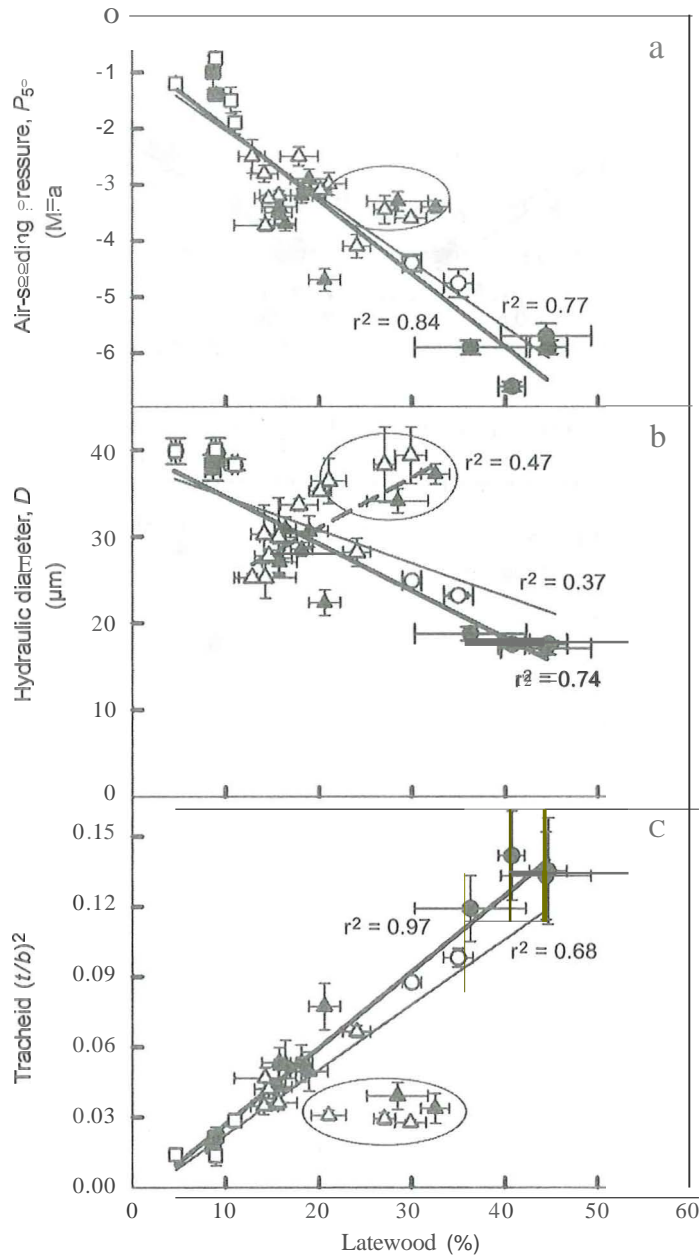 0
a
-1
-2
-3
-4
-5
-6
Air-seeding pressure, P5
(MPa
r² = 0.84
r² = 0.77
b
40
30
20
10
0
Hydraulic diameter, D
(μm)
r² = 0.47
r² = 0.37
r² = 0.74
C
0.15
0.12
0.09
0.06
0.03
0.00
Tracheid (t/b)²
r² = 0.97
r² = 0.68
0 10 20 30 40 50 60
Latewood (%)